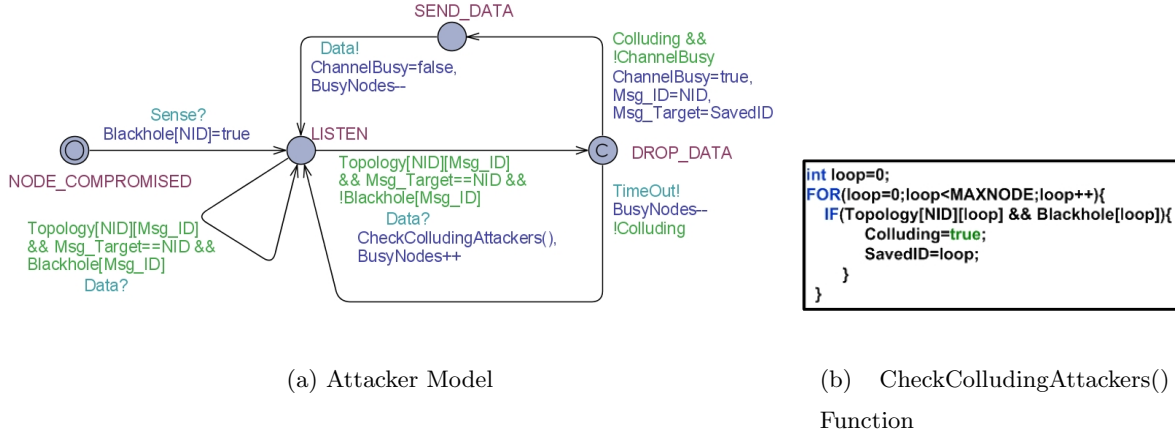 SEND_DATA
Data!
ChannelBusy=false,
BusyNodes--
Colluding &&
!ChannelBusy
ChannelBusy=true,
Msg_ID=NID,
Msg_Target=SavedID
Sense?
Blackhole[NID]=true
LISTEN
C
DROP_DATA
NODE_COMPROMISED
Topology[NID][Msg_ID]
&& Msg_Target==NID &&
!Blackhole[Msg_ID]
Data?
CheckColludingAttackers(),
BusyNodes++
TimeOut!
BusyNodes--
!Colluding
Topology[NID][Msg_ID]
&& Msg_Target==NID &&
Blackhole[Msg_ID]
Data?
int loop=0;
FOR(loop=0;loop<MAXNODE;loop++){
IF(Topology[NID][loop] && Blackhole[loop]){
Colluding=true;
SavedID=loop;
}
}
(a) Attacker Model
(b) CheckColludingAttackers()
Function